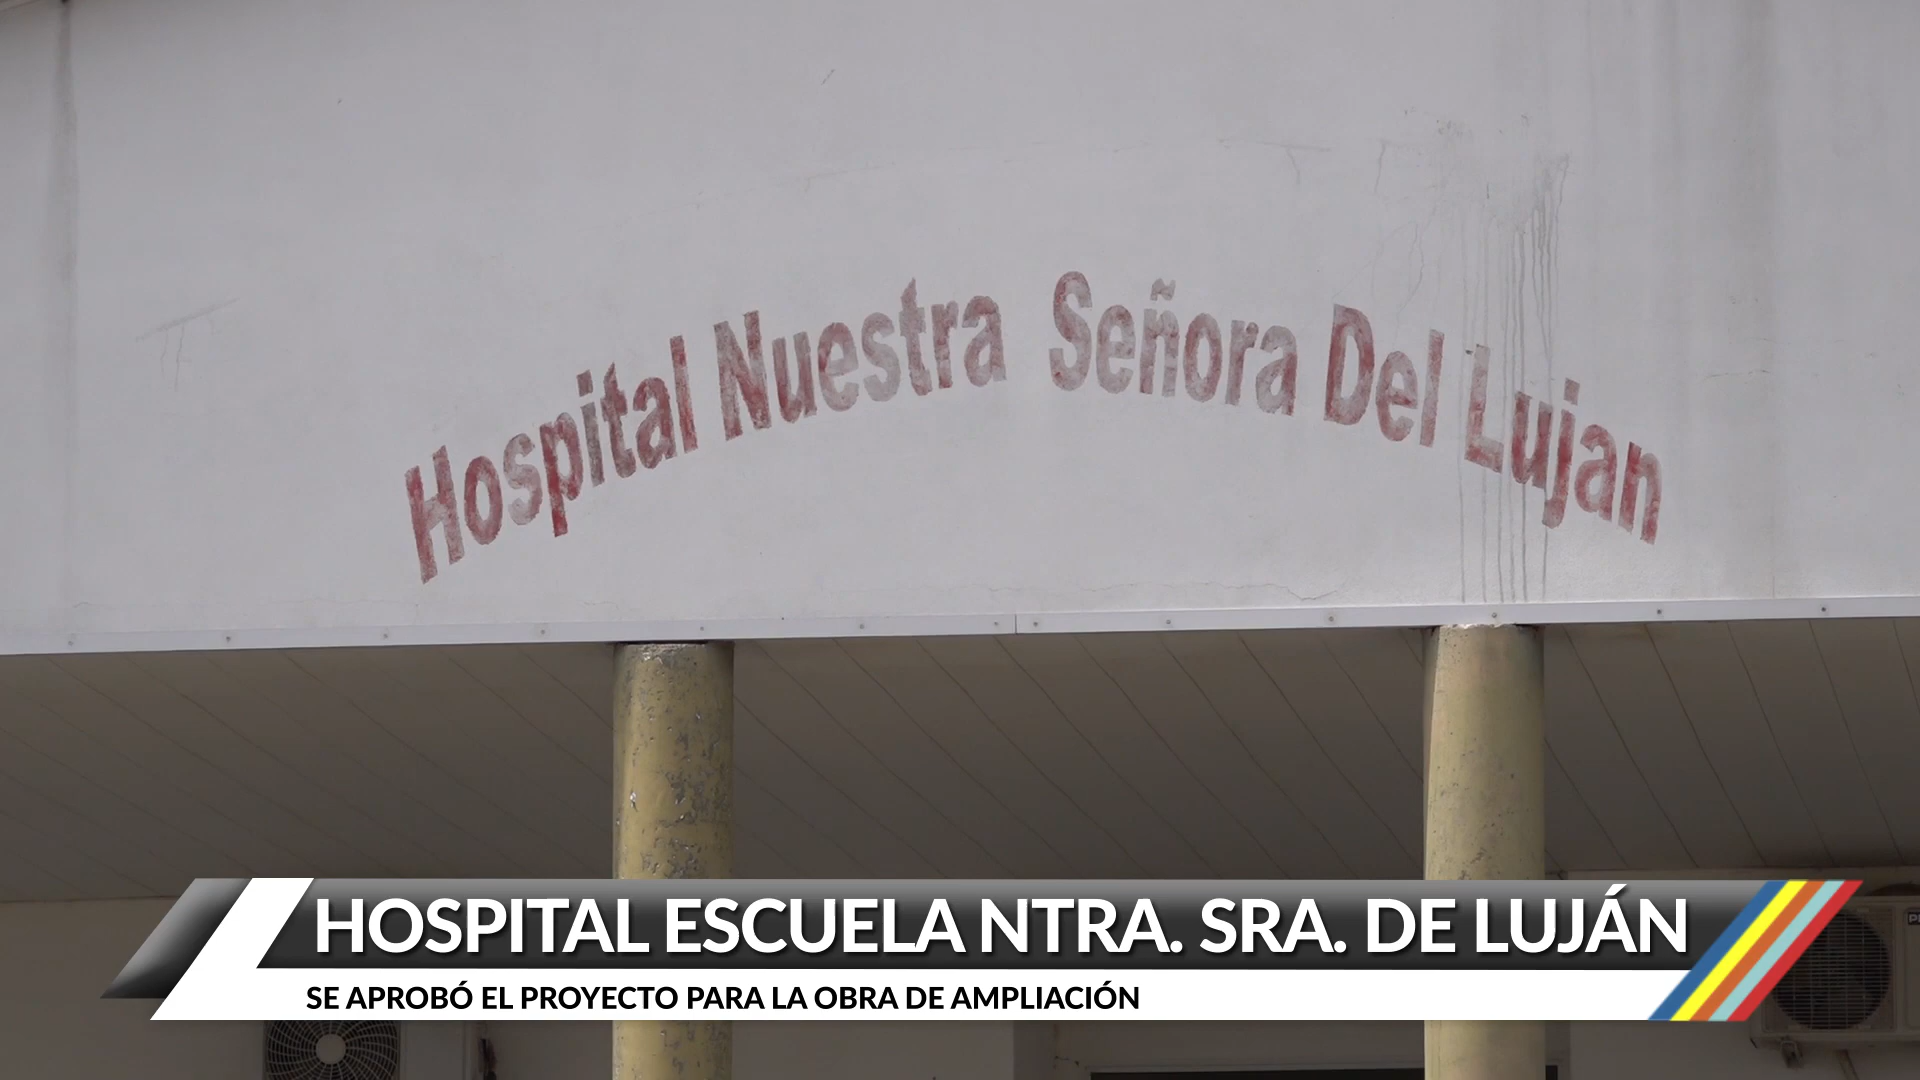 Hospital Nuestra Señora Del Lujan
HOSPITAL ESCUELA NTRA. SRA. DE LUJÁN
SE APROBÓ EL PROYECTO PARA LA OBRA DE AMPLIACIÓN